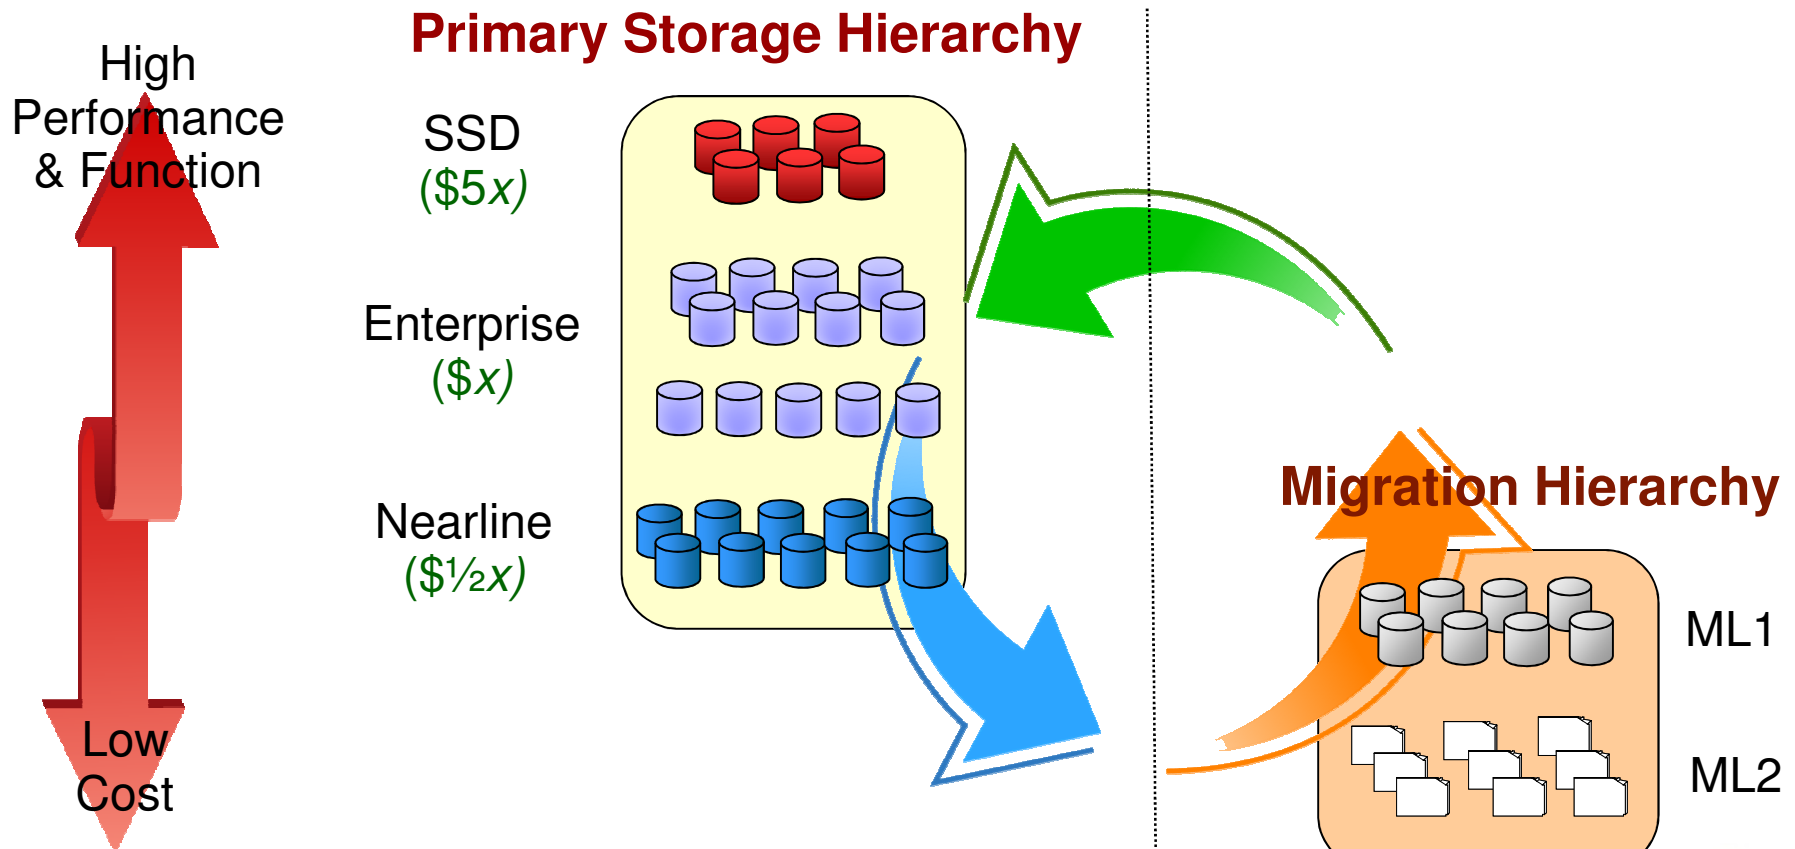 Primary Storage Hierarchy
High
Performance
& Function
SSD
($5x)
Enterprise
($x)
Nearline
($½x)
Low
Cost
Migration Hierarchy
ML1
ML2